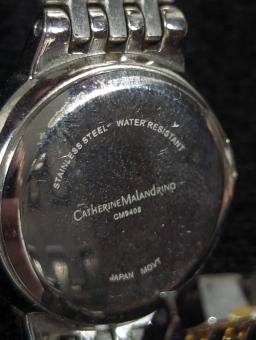 STAINLESS STEEL WATER RESISTANT
CATHERINE MALANDRINO
CM9408
JAPAN MOVT